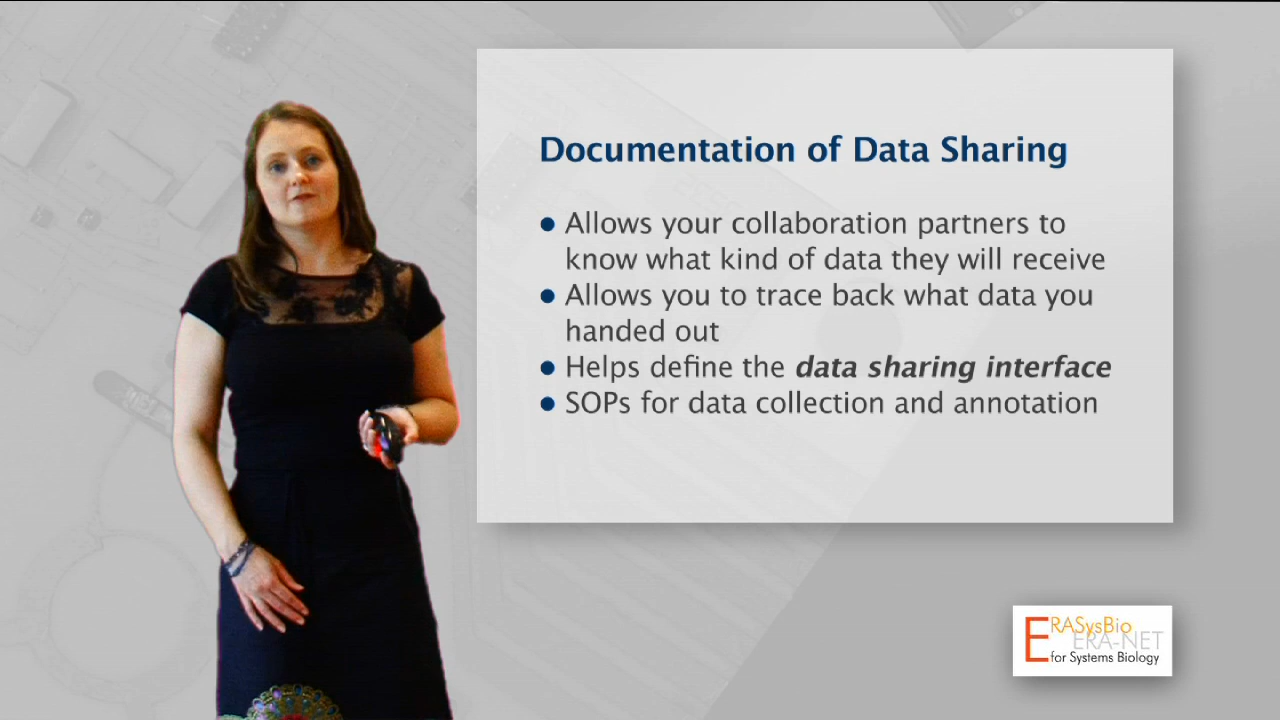 Documentation of Data Sharing
● Allows your collaboration partners to
know what kind of data they will receive
● Allows you to trace back what data you
handed out
● Helps define the data sharing interface
● SOPs for data collection and annotation
ERASysBio
ERA-NET
for Systems Biology